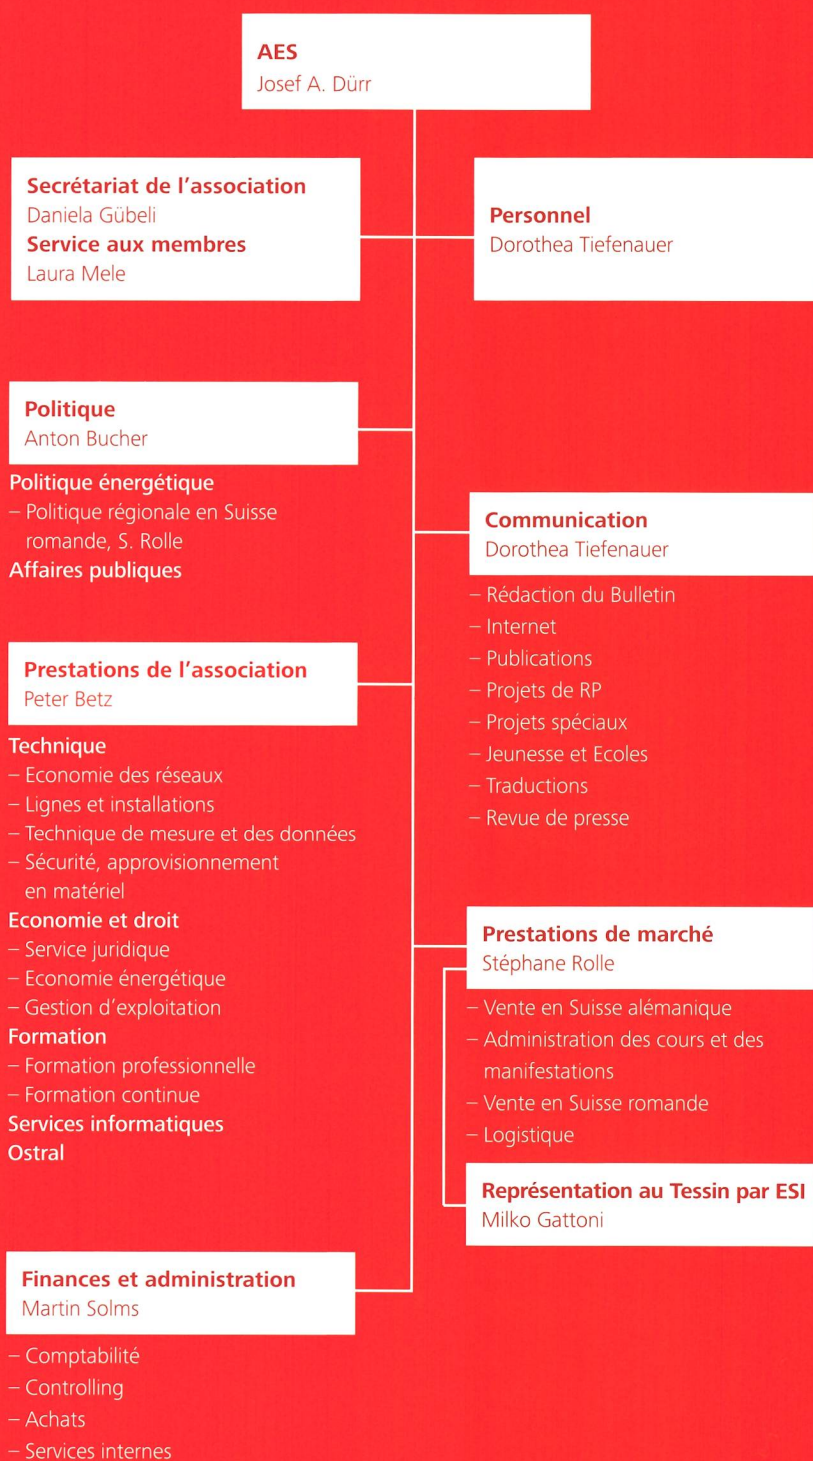 AES
Josef A. Dürr
Secrétariat de l'association
Daniela Gübeli
Service aux membres
Laura Mele
Personnel
Dorothea Tiefenauer
Politique
Anton Bucher
Politique énergétique
– Politique régionale en Suisse
romande, S. Rolle
Affaires publiques
Communication
Dorothea Tiefenauer
– Rédaction du Bulletin
– Internet
– Publications
– Projets de RP
– Projets spéciaux
– Jeunesse et Ecoles
– Traductions
– Revue de presse
Prestations de l'association
Peter Betz
Technique
– Economie des réseaux
– Lignes et installations
– Technique de mesure et des données
– Sécurité, approvisionnement
en matériel
Economie et droit
– Service juridique
– Economie énergétique
– Gestion d'exploitation
Formation
– Formation professionnelle
– Formation continue
Services informatiques
Ostral
Prestations de marché
Stéphane Rolle
– Vente en Suisse alémanique
– Administration des cours et des
manifestations
– Vente en Suisse romande
– Logistique
Représentation au Tessin par ESI
Milko Gattoni
Finances et administration
Martin Solms
– Comptabilité
– Controlling
– Achats
– Services internes